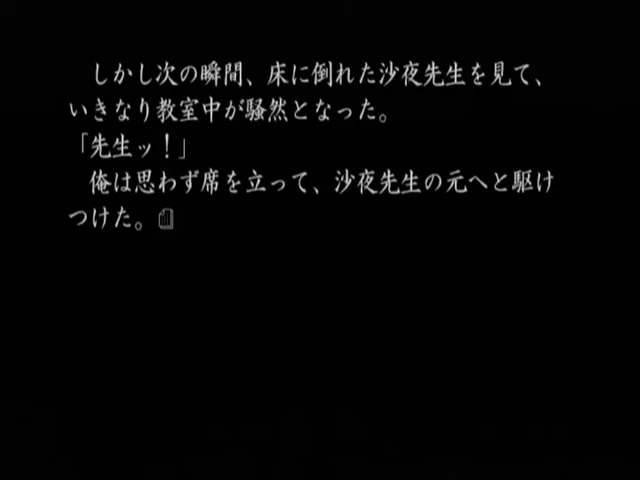 しかし次の瞬間、床に倒れた沙夜先生を見て、
いきなり教室中が騒然となった。
「先生ッ！」
俺は思わず席を立って、沙夜先生の元へと駆け
つけた。